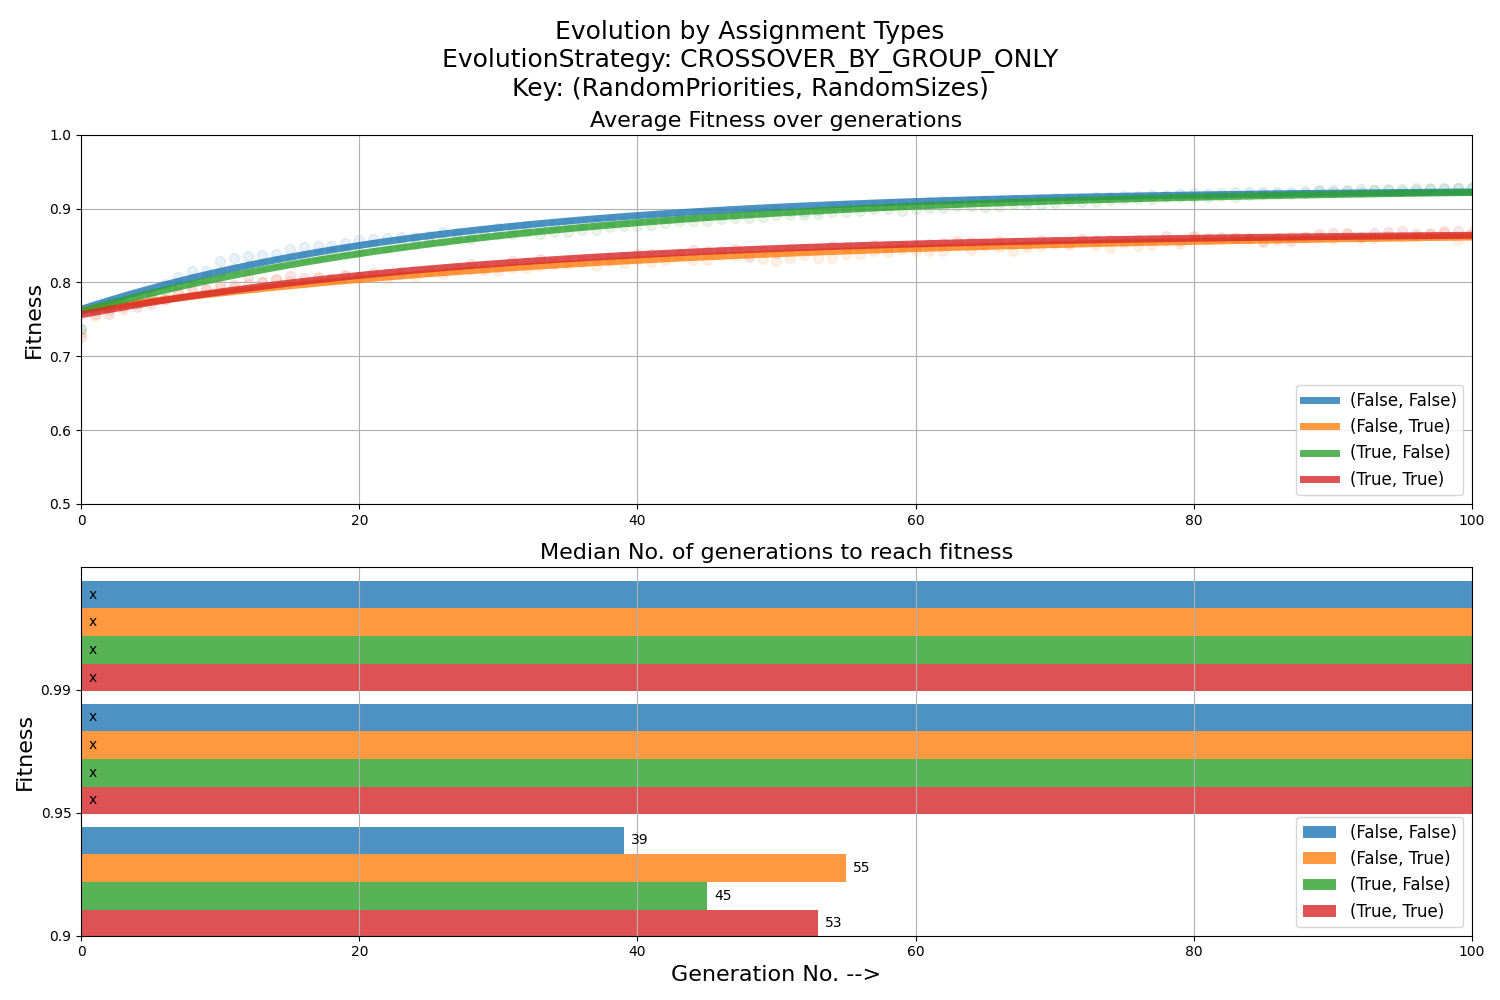 Evolution by Assignment Types
EvolutionStrategy: CROSSOVER_BY_GROUP_ONLY
Key: (RandomPriorities, RandomSizes)
Average Fitness over generations
1.0
0.9
0.8
0.7
0.6
0.5
Fitness
0 20 40 60 80 100
(False, False)
(False, True)
(True, False)
(True, True)
Median No. of generations to reach fitness
x
x
x
x
0.99
x
x
x
x
0.95
39
55
45
53
0.9
Fitness
(False, False)
(False, True)
(True, False)
(True, True)
0 20 40 60 80 100
Generation No. -->